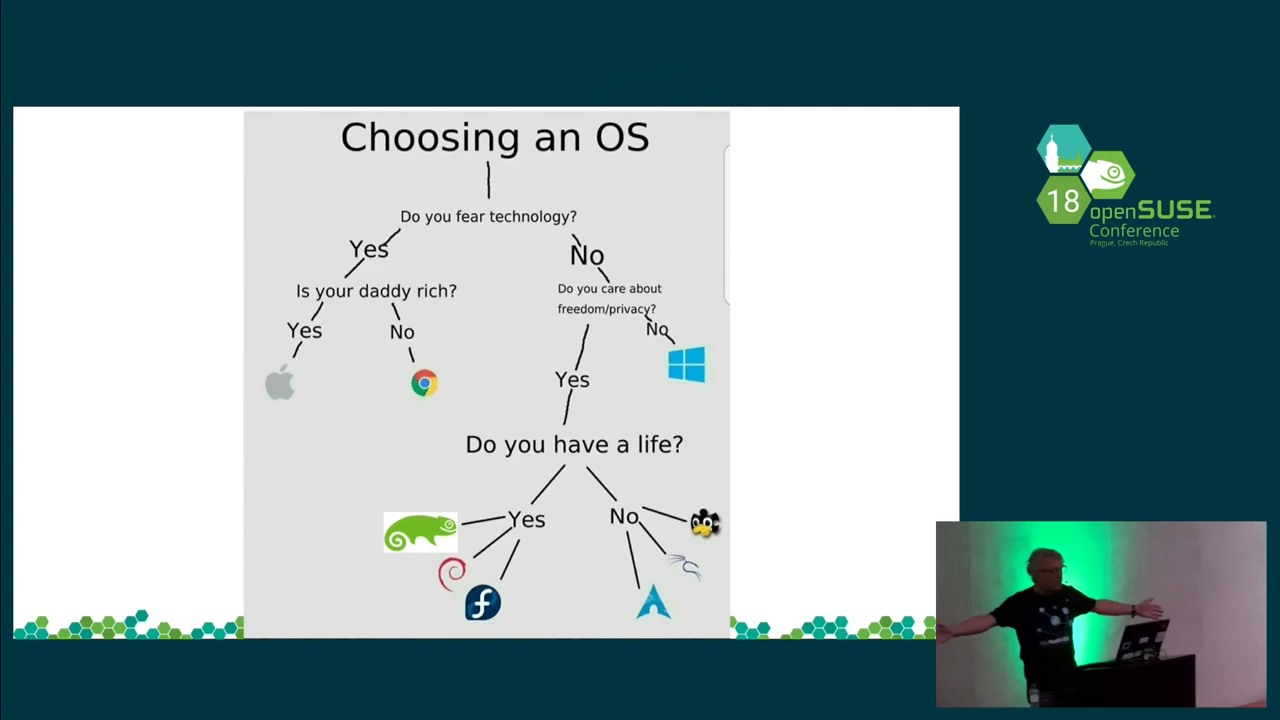 Choosing an OS
Do you fear technology?
Yes
No
Is your daddy rich?
Do you care about
freedom/privacy?
Yes
No
No
Yes
Do you have a life?
Yes
No
18
openSUSE
Conference
Prague, Czech Republic